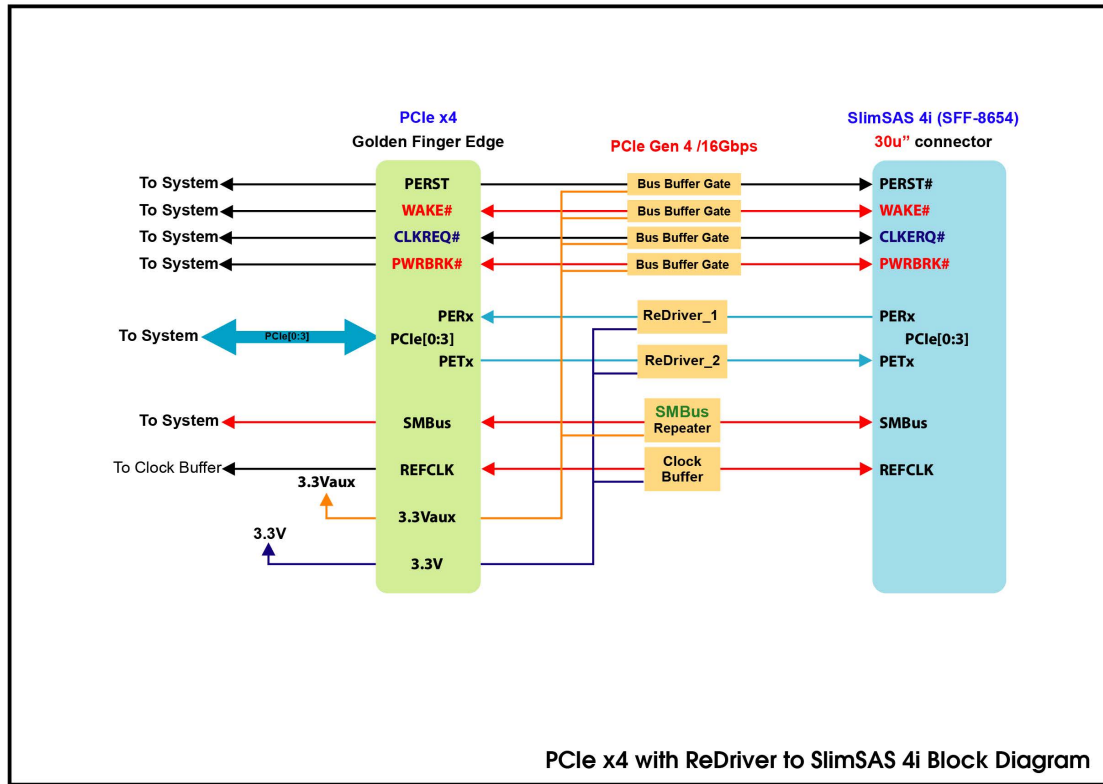 PCIe x4
Golden Finger Edge
PCIe Gen 4 /16Gbps
SlimSAS 4i (SFF-8654)
30u” connector
To System PERST Bus Buffer Gate PERST#
To System WAKE# Bus Buffer Gate WAKE#
To System CLKREQ# Bus Buffer Gate CLKERQ#
To System PWRBRK# Bus Buffer Gate PWRBRK#
PERx ReDriver_1 PERx
To System PCIe[0:3] PCIe[0:3] PCIe[0:3]
PETx ReDriver_2 PETx
To System SMBus SMBus Repeater SMBus
To Clock Buffer REFCLK Clock Buffer REFCLK
3.3Vaux
3.3Vaux
3.3V
3.3V
PCIe x4 with ReDriver to SlimSAS 4i Block Diagram